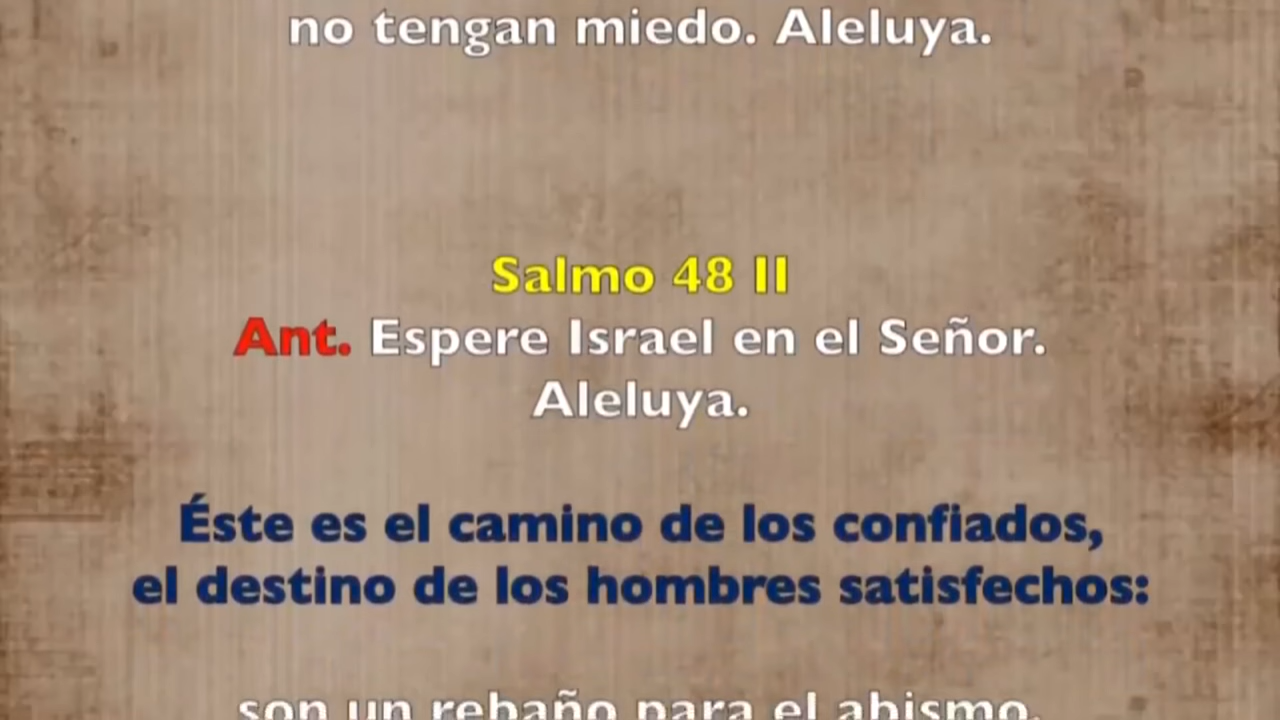 no tengan miedo. Aleluya.
Salmo 48 II
Ant. Espere Israel en el Señor.
Aleluya.
Éste es el camino de los confiados,
el destino de los hombres satisfechos:
son un rebaño para el abismo,